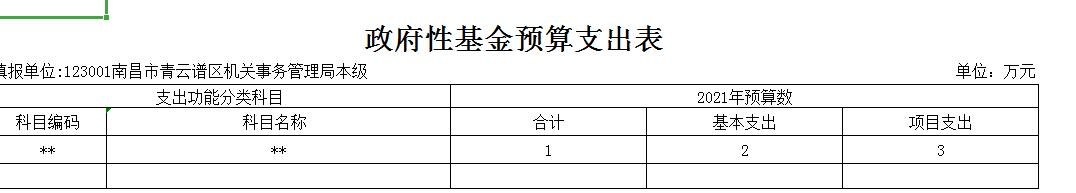 政府性基金预算支出表
填报单位:123001南昌市青云谱区机关事务管理局本级 单位：万元
支出功能分类科目 2021年预算数
科目编码 科目名称 合计 基本支出 项目支出
** ** 1 2 3